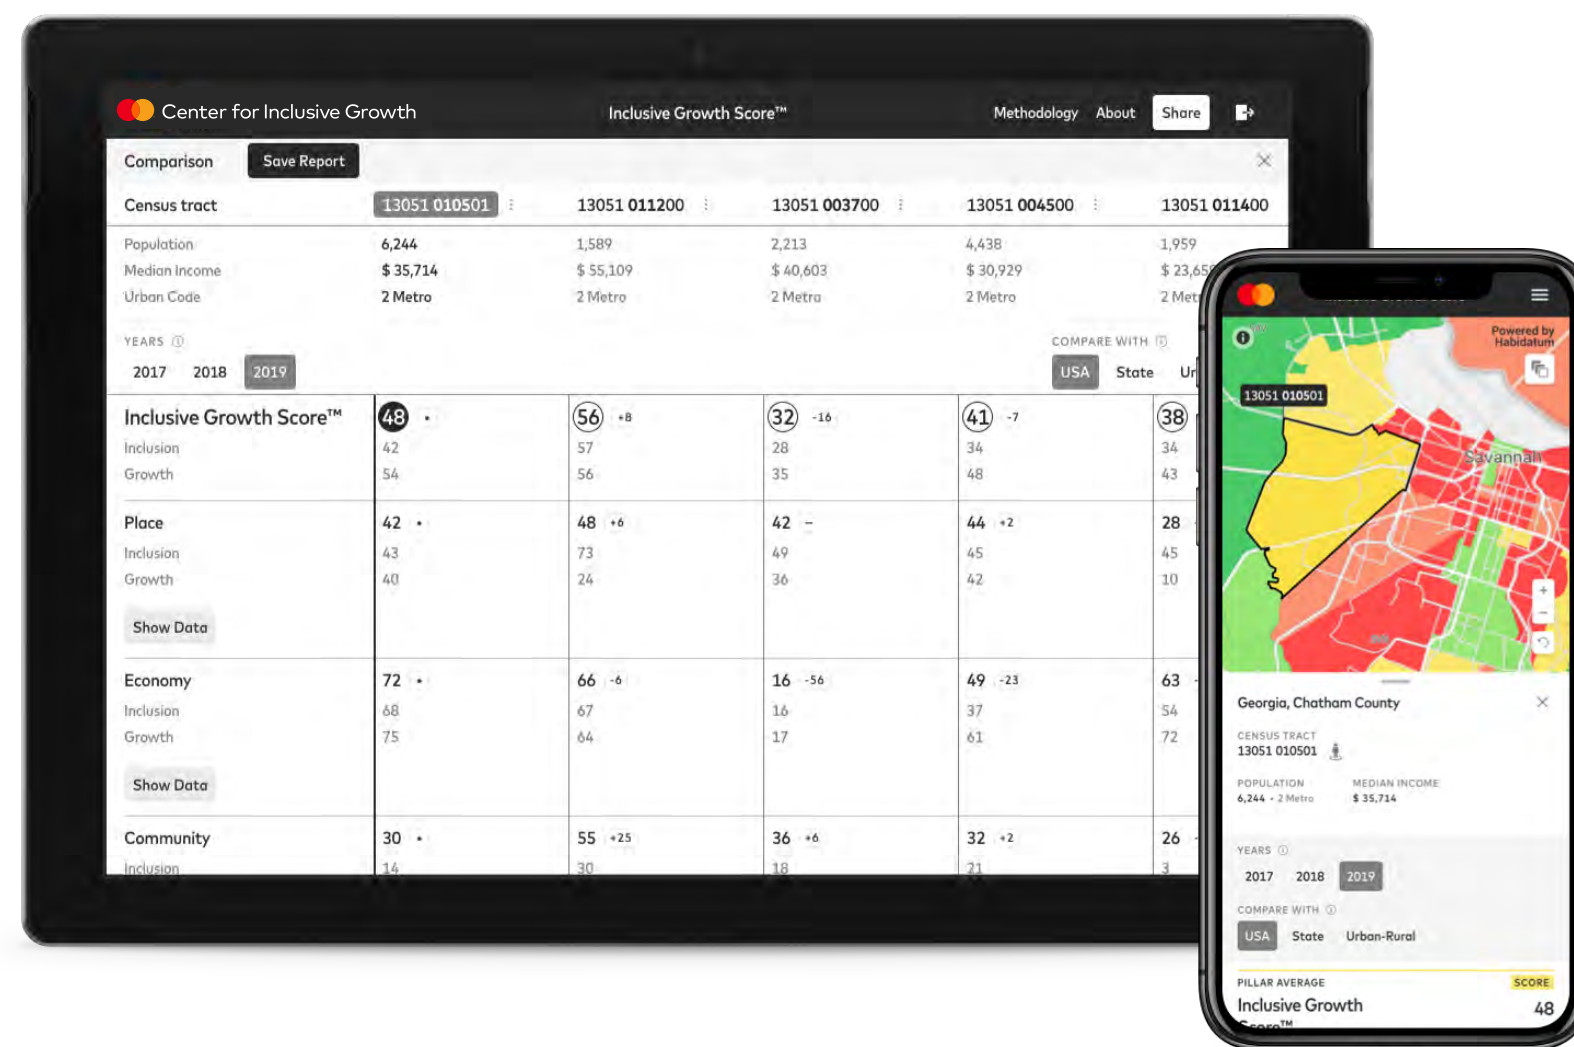 Center for Inclusive Growth
Inclusive Growth Score™
Methodology About Share
Comparison Save Report
Census tract 13051 010501 13051 011200 13051 003700 13051 004500 13051 011400
Population 6,244 1,589 2,213 4,438 1,959
Median Income $ 35,714 $ 55,109 $ 40,603 $ 30,929
Urban Code 2 Metro 2 Metro 2 Metro 2 Metro
YEARS COMPARE WITH
2017 2018 2019 USA State
Inclusive Growth Score™ 48 • 56 +8 32 -16 41 -7 38
Inclusion 42 57 28 34 34
Growth 54 56 35 48 43
Place 42 • 48 +6 42 – 44 +2 28
Inclusion 43 73 49 45 45
Growth 40 24 36 42 10
Show Data
Economy 72 • 66 -6 16 -56 49 -23 63
Inclusion 68 67 16 37 54
Growth 75 64 17 61 72
Show Data
Community 30 • 55 +25 36 +6 32 +2 26
Inclusion 14 30 18 21 3
Powered by
Habidatum
13051 010501
Savannah
Georgia, Chatham County
CENSUS TRACT
13051 010501
POPULATION MEDIAN INCOME
6,244 • 2 Metro $ 35,714
YEARS
2017 2018 2019
COMPARE WITH
USA State Urban-Rural
PILLAR AVERAGE SCORE
Inclusive Growth 48
Score™